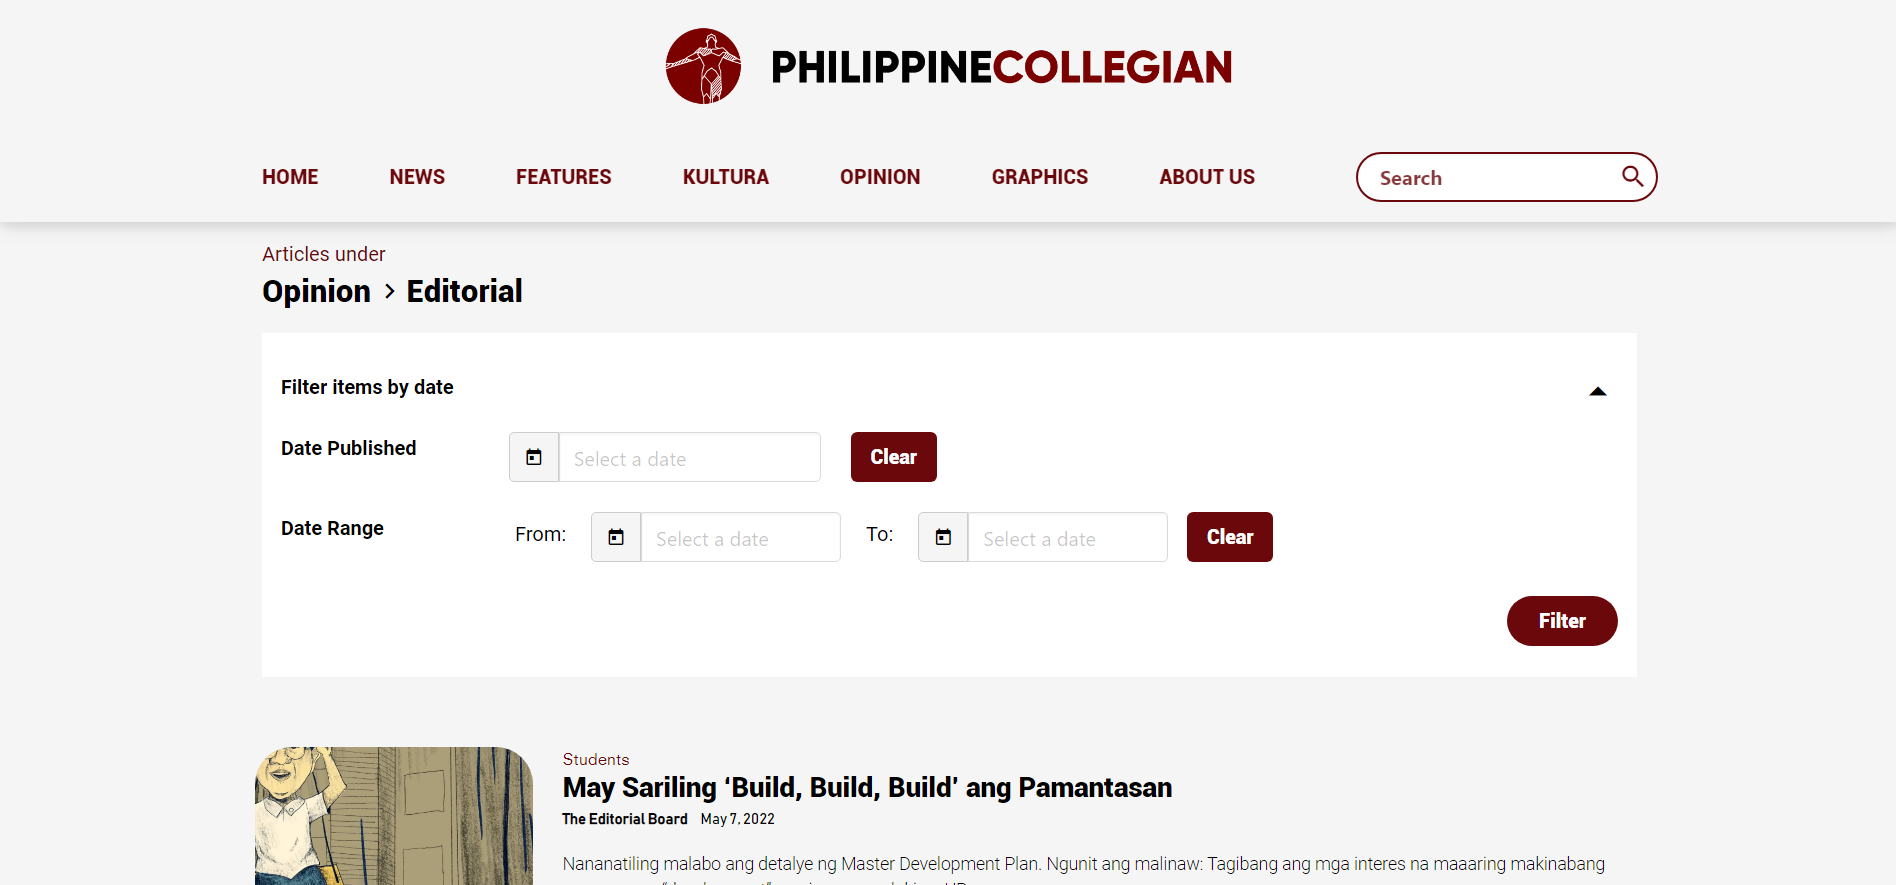 PHILIPPINECOLLEGIAN
HOME NEWS FEATURES KULTURA OPINION GRAPHICS ABOUT US Search
Articles under
Opinion > Editorial
Filter items by date
Date Published Select a date Clear
Date Range From: Select a date To: Select a date Clear
Filter
Students
May Sariling ‘Build, Build, Build’ ang Pamantasan
The Editorial Board May 7, 2022
Nananatiling malabo ang detalye ng Master Development Plan. Ngunit ang malinaw: Tagibang ang mga interes na maaaring makinabang